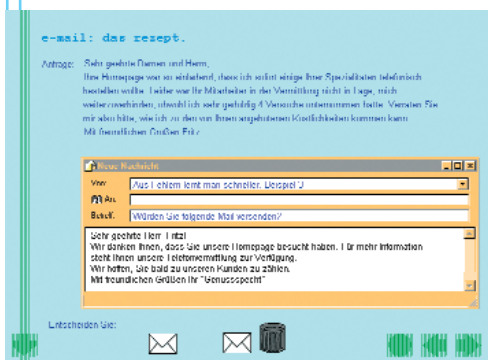 e-mail: das rezept.
Anfrage: Sehr geehrte Damen und Herrn,
Ihre Homepage war so einladend, dass ich sofort einige Ihrer Spezialitäten telefonisch
bestellen wollte. Leider war Ihr Mitarbeiter in der Vermittlung nicht in Lage, mich
weiterzuverbinden, obwohl ich sehr geduldig 4 Versuche unternommen hatte. Verraten Sie
mir also bitte, wie ich zu den von Ihnen angebotenen Köstlichkeiten kommen kann.
Mit freundlichen Grüßen Fritz
Neue Nachricht
Von: Aus Fehlern lernt man schneller. Beispiel 3
An:
Betreff: Würden Sie folgende Mail versenden?
Sehr geehrte Herr Fritz!
Wir danken Ihnen, dass Sie unsere Homepage besucht haben. Für mehr Information
steht Ihnen unsere Telefonvermittlung zur Verfügung.
Wir hoffen, Sie bald zu unseren Kunden zu zählen.
Mit freundlichen Grüßen Ihr "Genussspecht"
Entscheiden Sie: